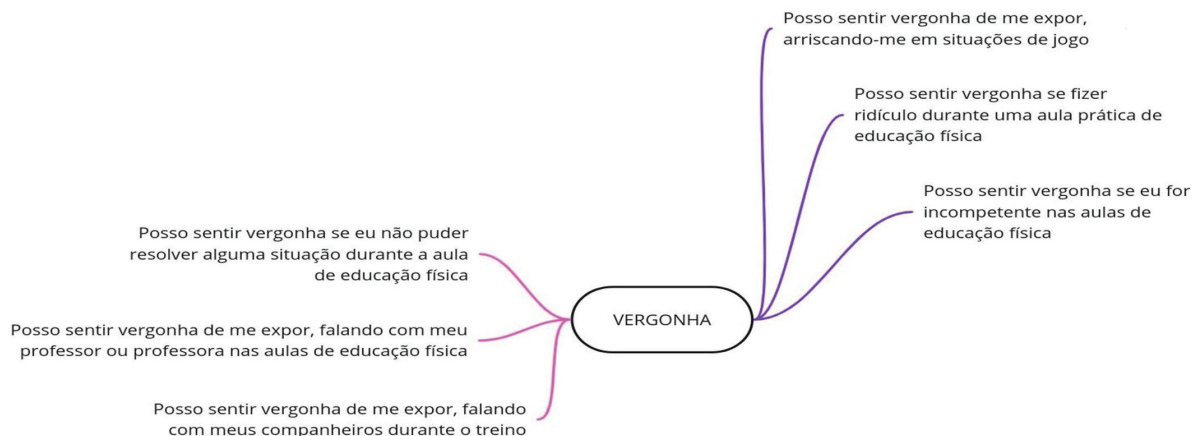 Posso sentir vergonha de me expor,
arriscando-me em situações de jogo
Posso sentir vergonha se fizer
ridículo durante uma aula prática de
educação física
Posso sentir vergonha se eu for
incompetente nas aulas de
educação física
Posso sentir vergonha se eu não puder
resolver alguma situação durante a aula
de educação física
VERGONHA
Posso sentir vergonha de me expor, falando com meu
professor ou professora nas aulas de educação física
Posso sentir vergonha de me expor, falando
com meus companheiros durante o treino